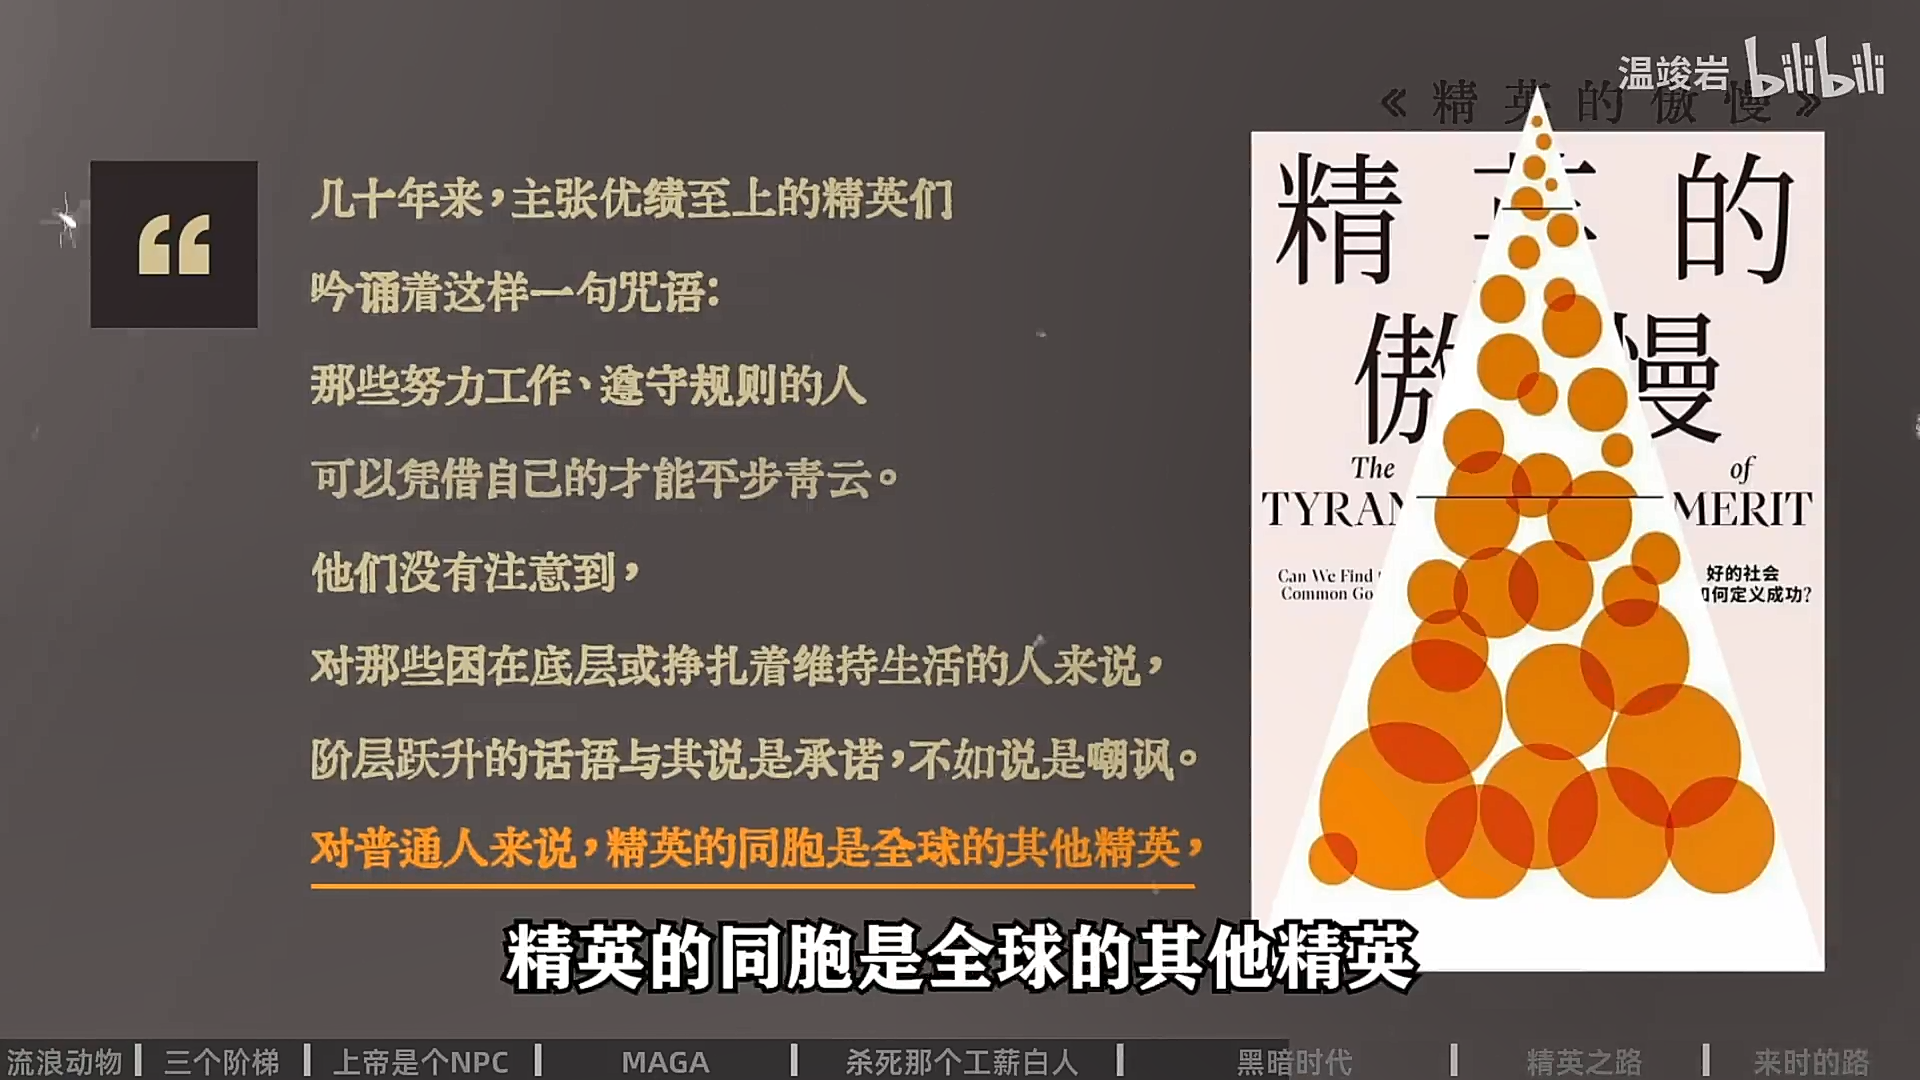 温竣岩 bilibili
《精英的傲慢》
几十年来，主张优绩至上的精英们
吟诵着这样一句咒语：
那些努力工作、遵守规则的人
可以凭借自己的才能平步青云。
他们没有注意到，
对那些困在底层或挣扎着维持生活的人来说，
阶层跃升的话语与其说是承诺，不如说是嘲讽。
对普通人来说，精英的同胞是全球的其他精英，
精 英 的
傲 慢
The of
TYRAN MERIT
Can We Find 好的社会
Common Go 如何定义成功？
精英的同胞是全球的其他精英
流浪动物 三个阶梯 上帝是个NPC MAGA 杀死那个工薪白人 黑暗时代 精英之路 来时的路